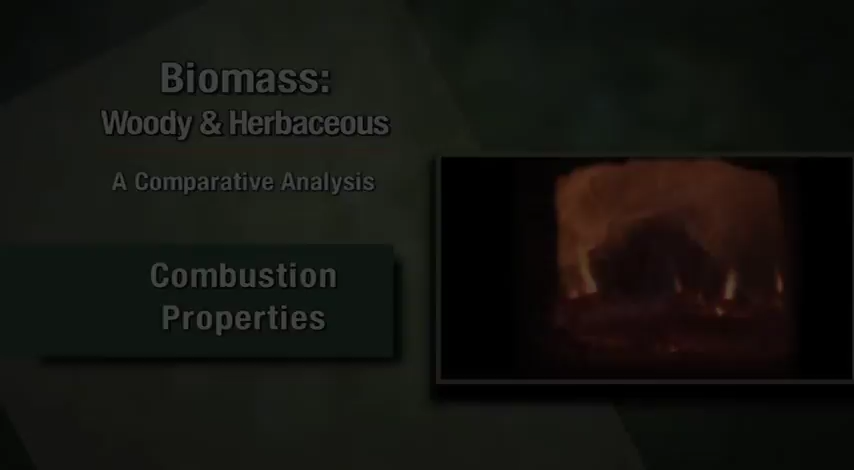 Biomass:
Woody & Herbaceous
A Comparative Analysis
Combustion
Properties